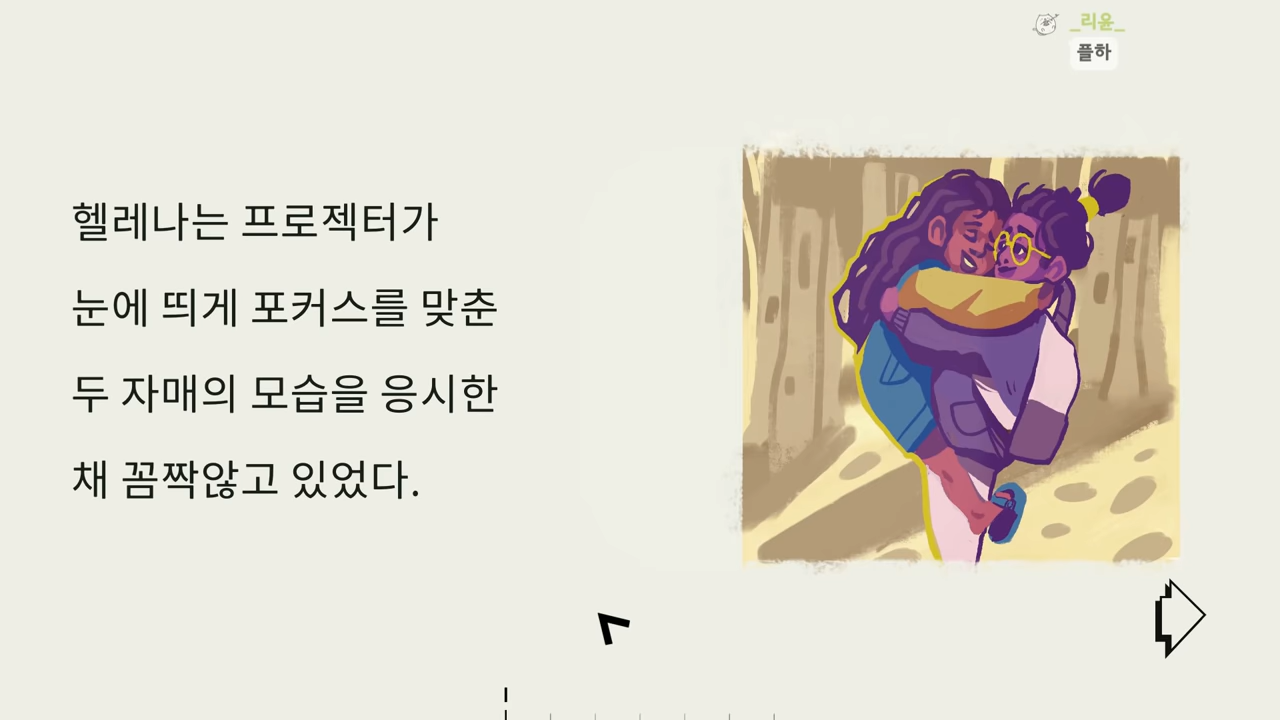 _리윤_
플하
헬레나는 프로젝터가
눈에 띄게 포커스를 맞춘
두 자매의 모습을 응시한
채 꼼짝않고 있었다.